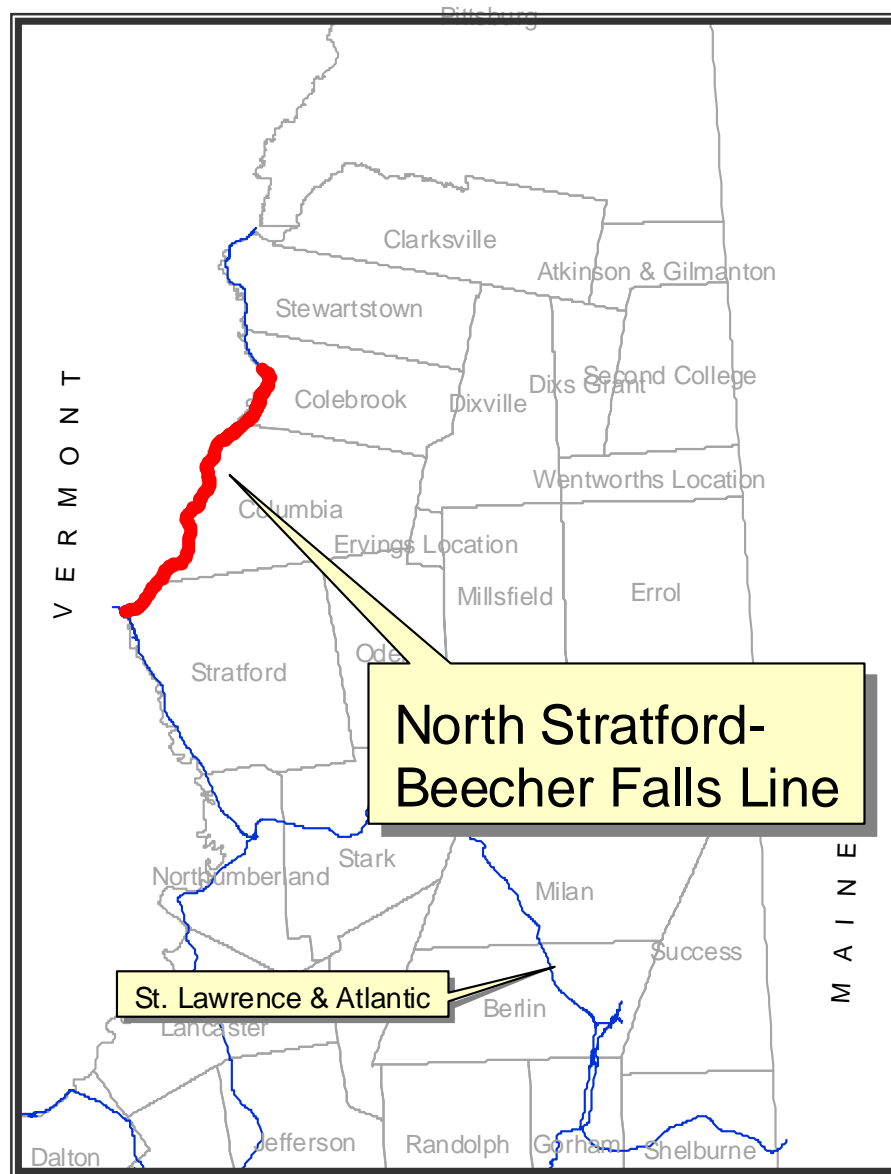 Pittsburg
Clarksville
Atkinson & Gilmanton
Stewartstown
Second College
Dixs Grant
Colebrook
Dixville
VERMONT
Wentworths Location
Columbia
Ervings Location
Millsfield
Errol
Ode
Stratford
North Stratford-
Beecher Falls Line
Stark
Northumberland
Milan
MAINE
Success
St. Lawrence & Atlantic
Berlin
Lancaster
Jefferson
Randolph
Gorham
Shelburne
Dalton